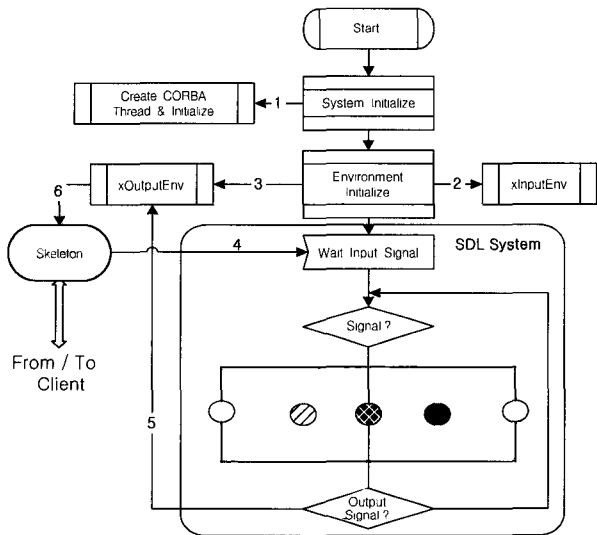 Start
Create CORBA
Thread & Initialize
1
System Initialize
6
xOutputEnv
3
Environment
Initialize
2
xInputEnv
Skeleton
4
Wait Input Signal
SDL System
Signal ?
From / To
Client
5
Output
Signal ?